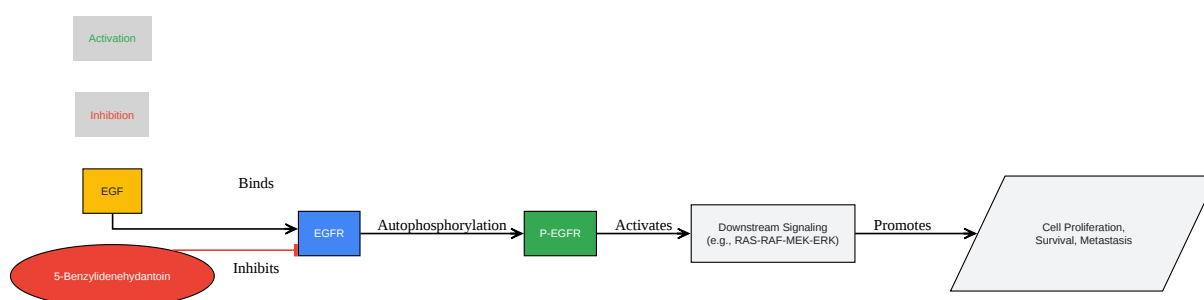 Activation
Inhibition
EGF
Binds
EGFR
Autophosphorylation
P-EGFR
Activates
Downstream Signaling
(e.g., RAS-RAF-MEK-ERK)
Promotes
Cell Proliferation,
Survival, Metastasis
5-Benzylidenehydantoin
Inhibits